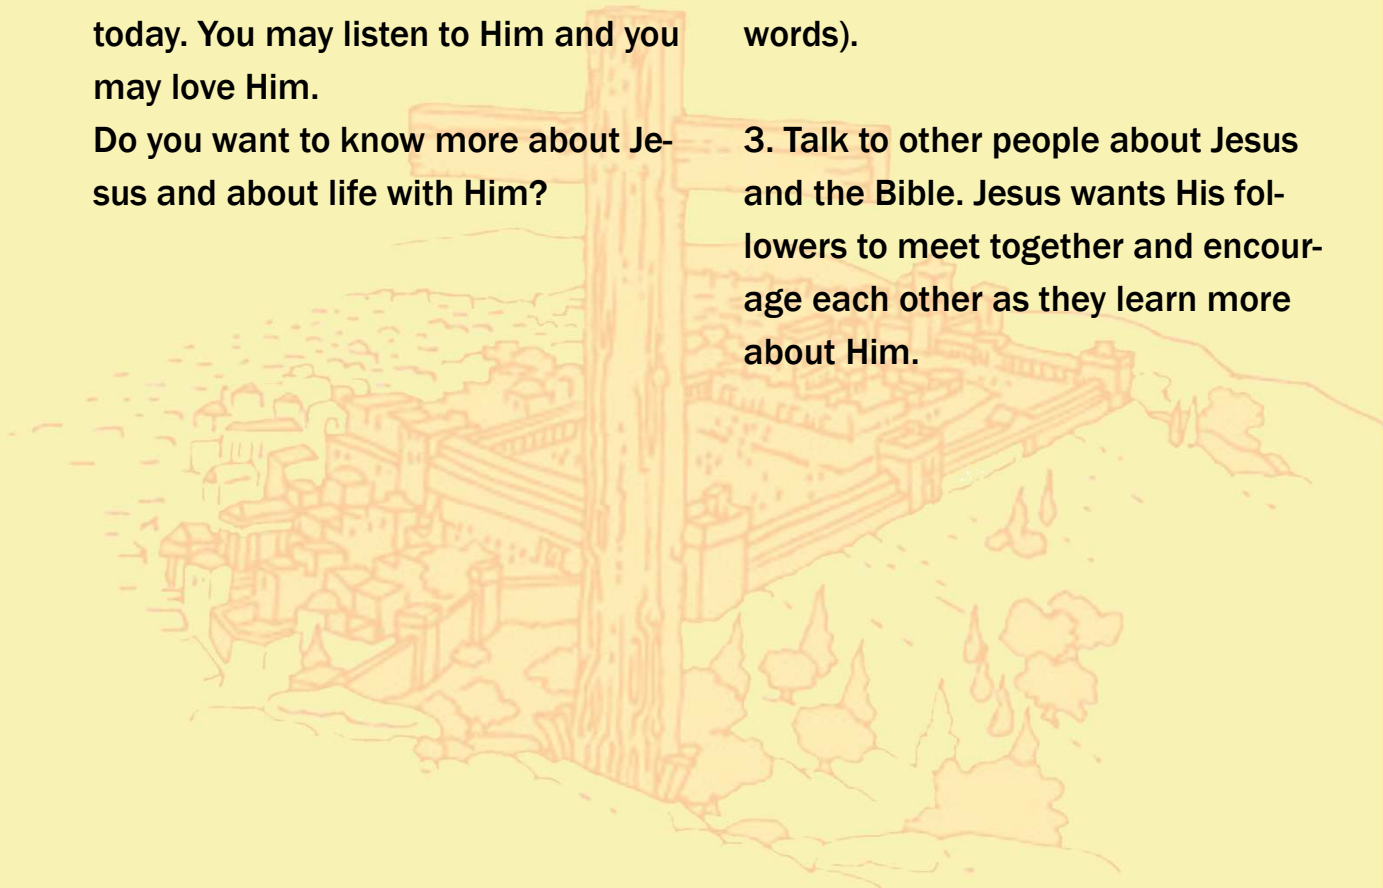 today. You may listen to Him and you
may love Him.
Do you want to know more about Je-
sus and about life with Him?
words).
3. Talk to other people about Jesus
and the Bible. Jesus wants His fol-
lowers to meet together and encour-
age each other as they learn more
about Him.